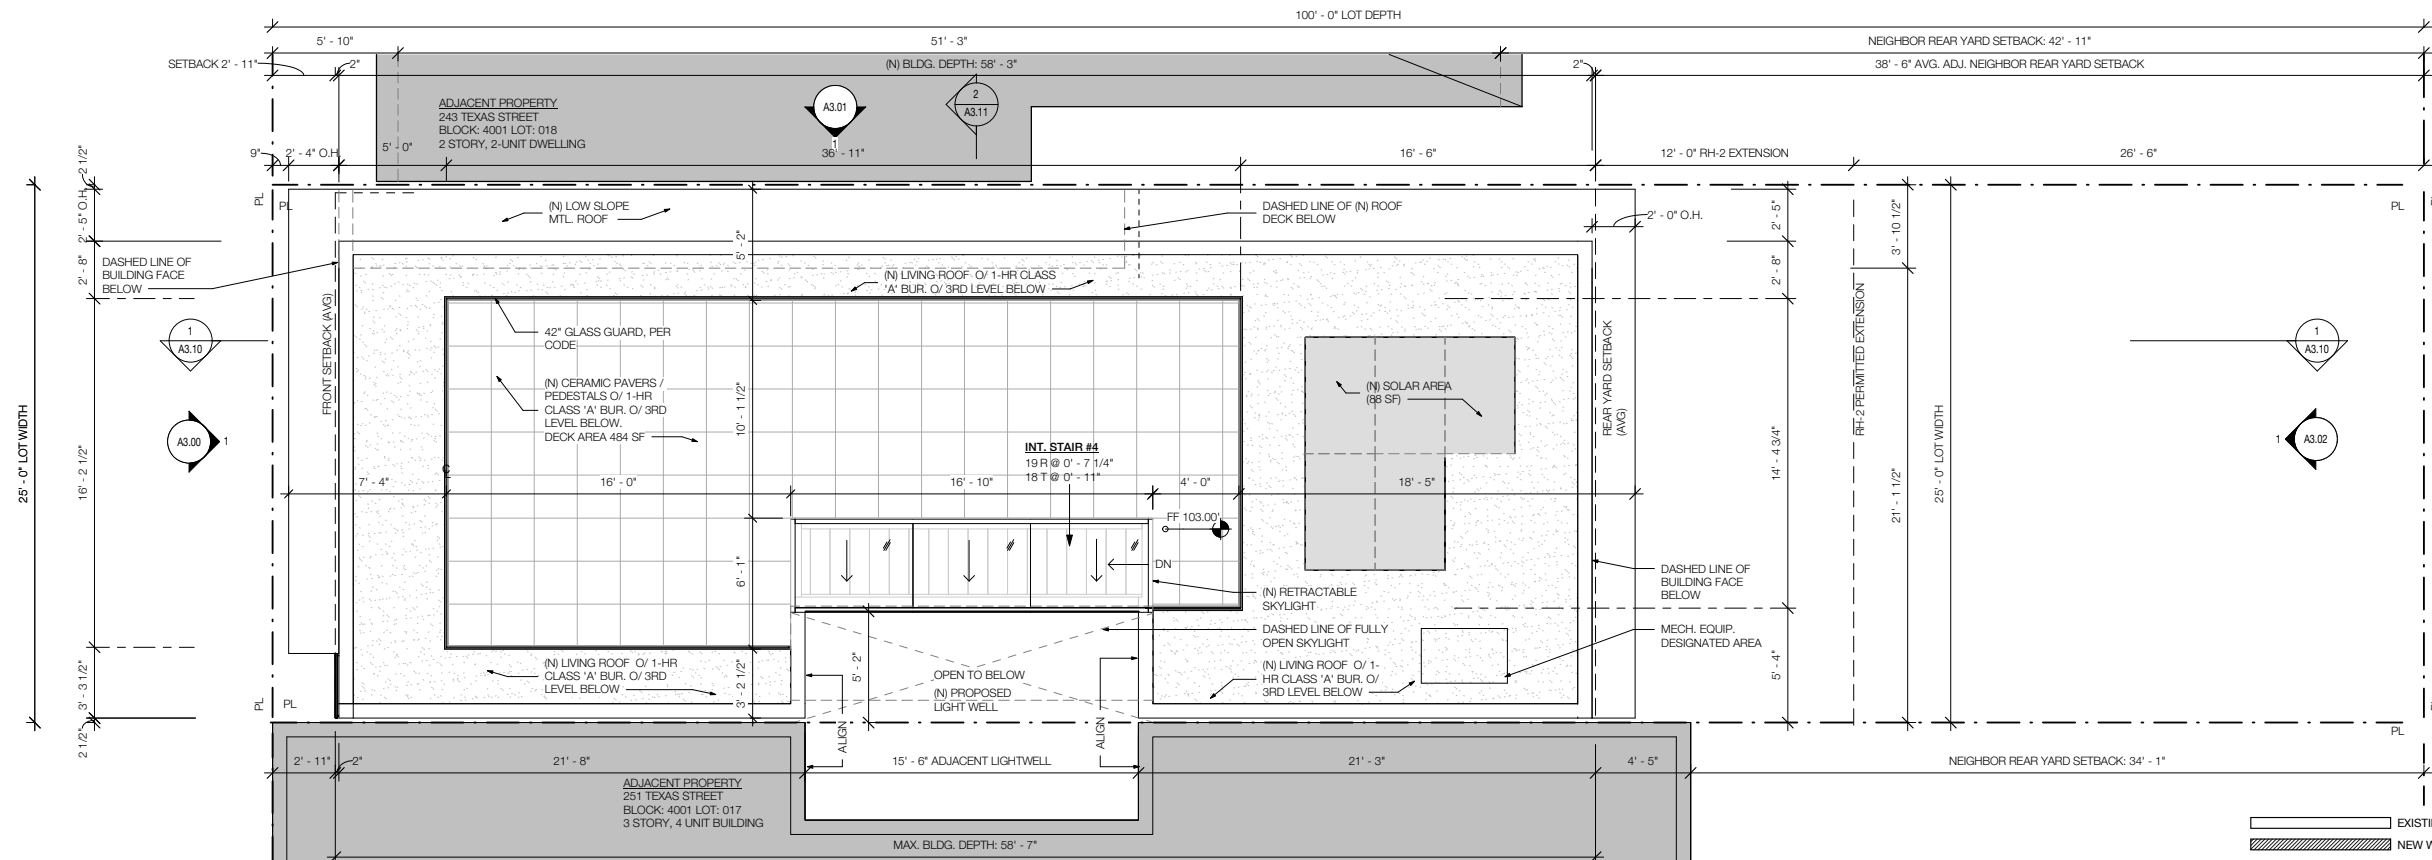 100' - 0" LOT DEPTH
5' - 10"
51' - 3"
NEIGHBOR REAR YARD SETBACK: 42' - 11"
SETBACK 2' - 11"
2"
(N) BLDG. DEPTH: 58' - 3"
2"
38' - 6" AVG. ADJ. NEIGHBOR REAR YARD SETBACK
ADJACENT PROPERTY
243 TEXAS STREET
BLOCK: 4001 LOT: 018
2 STORY, 2-UNIT DWELLING
A3.01
1
2
A3.11
9"
2' - 4" O.H.
5' - 0"
36' - 11"
16' - 6"
12' - 0" RH-2 EXTENSION
26' - 6"
2 1/2"
2' - 5" O.H.
2' - 8"
16' - 2 1/2"
3' - 3 1/2"
2 1/2"
25' - 0" LOT WIDTH
PL
PL
(N) LOW SLOPE
MTL. ROOF
DASHED LINE OF (N) ROOF
DECK BELOW
2' - 0" O.H.
2' - 5"
3' - 10 1/2"
PL
DASHED LINE OF
BUILDING FACE
BELOW
5' - 2"
(N) LIVING ROOF O/ 1-HR CLASS
'A' BUR. O/ 3RD LEVEL BELOW
2' - 8"
1
A3.10
FRONT SETBACK (AVG)
42" GLASS GUARD, PER
CODE
(N) CERAMIC PAVERS /
PEDESTALS O/ 1-HR
CLASS 'A' BUR. O/ 3RD
LEVEL BELOW.
DECK AREA 484 SF
10' - 1 1/2"
(N) SOLAR AREA
(88 SF)
REAR YARD SETBACK
(AVG)
RH-2 PERMITTED EXTENSION
1
A3.10
A3.00
1
1
A3.02
INT. STAIR #4
19 R @ 0' - 7 1/4"
18 T @ 0' - 11"
14' - 4 3/4"
21' - 1 1/2"
25' - 0" LOT WIDTH
7' - 4"
16' - 0"
16' - 10"
4' - 0"
18' - 5"
FF 103.00'
6' - 1"
DN
(N) RETRACTABLE
SKYLIGHT
DASHED LINE OF
BUILDING FACE
BELOW
DASHED LINE OF FULLY
OPEN SKYLIGHT
MECH. EQUIP.
DESIGNATED AREA
(N) LIVING ROOF O/ 1-HR
CLASS 'A' BUR. O/ 3RD
LEVEL BELOW
3' - 2 1/2"
5' - 2"
OPEN TO BELOW
(N) PROPOSED
LIGHT WELL
(N) LIVING ROOF O/ 1-
HR CLASS 'A' BUR. O/
3RD LEVEL BELOW
5' - 4"
PL
PL
ALIGN
ALIGN
PL
2' - 11"
2"
21' - 8"
15' - 6" ADJACENT LIGHTWELL
21' - 3"
4' - 5"
NEIGHBOR REAR YARD SETBACK: 34' - 1"
ADJACENT PROPERTY
251 TEXAS STREET
BLOCK: 4001 LOT: 017
3 STORY, 4 UNIT BUILDING
MAX. BLDG. DEPTH: 58' - 7"
EXISTI
NEW W